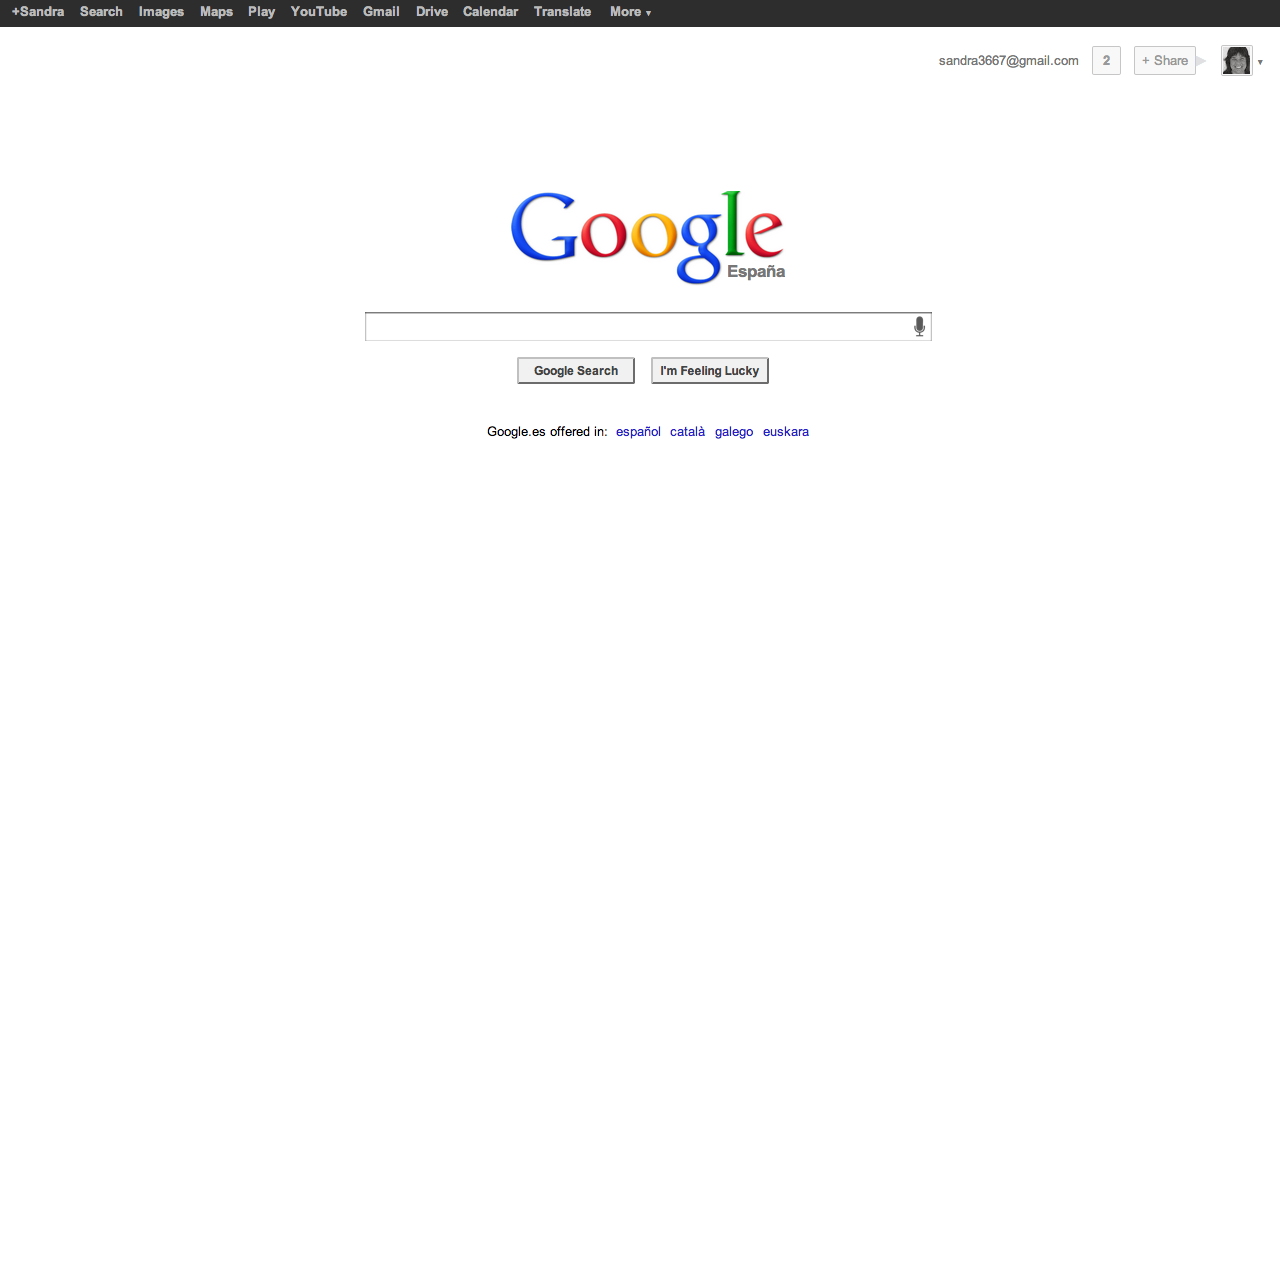 +Sandra Search Images Maps Play YouTube Gmail Drive Calendar Translate More ▼
sandra3667@gmail.com 2 + Share ▼
Google
España
Google Search I'm Feeling Lucky
Google.es offered in: español català galego euskara